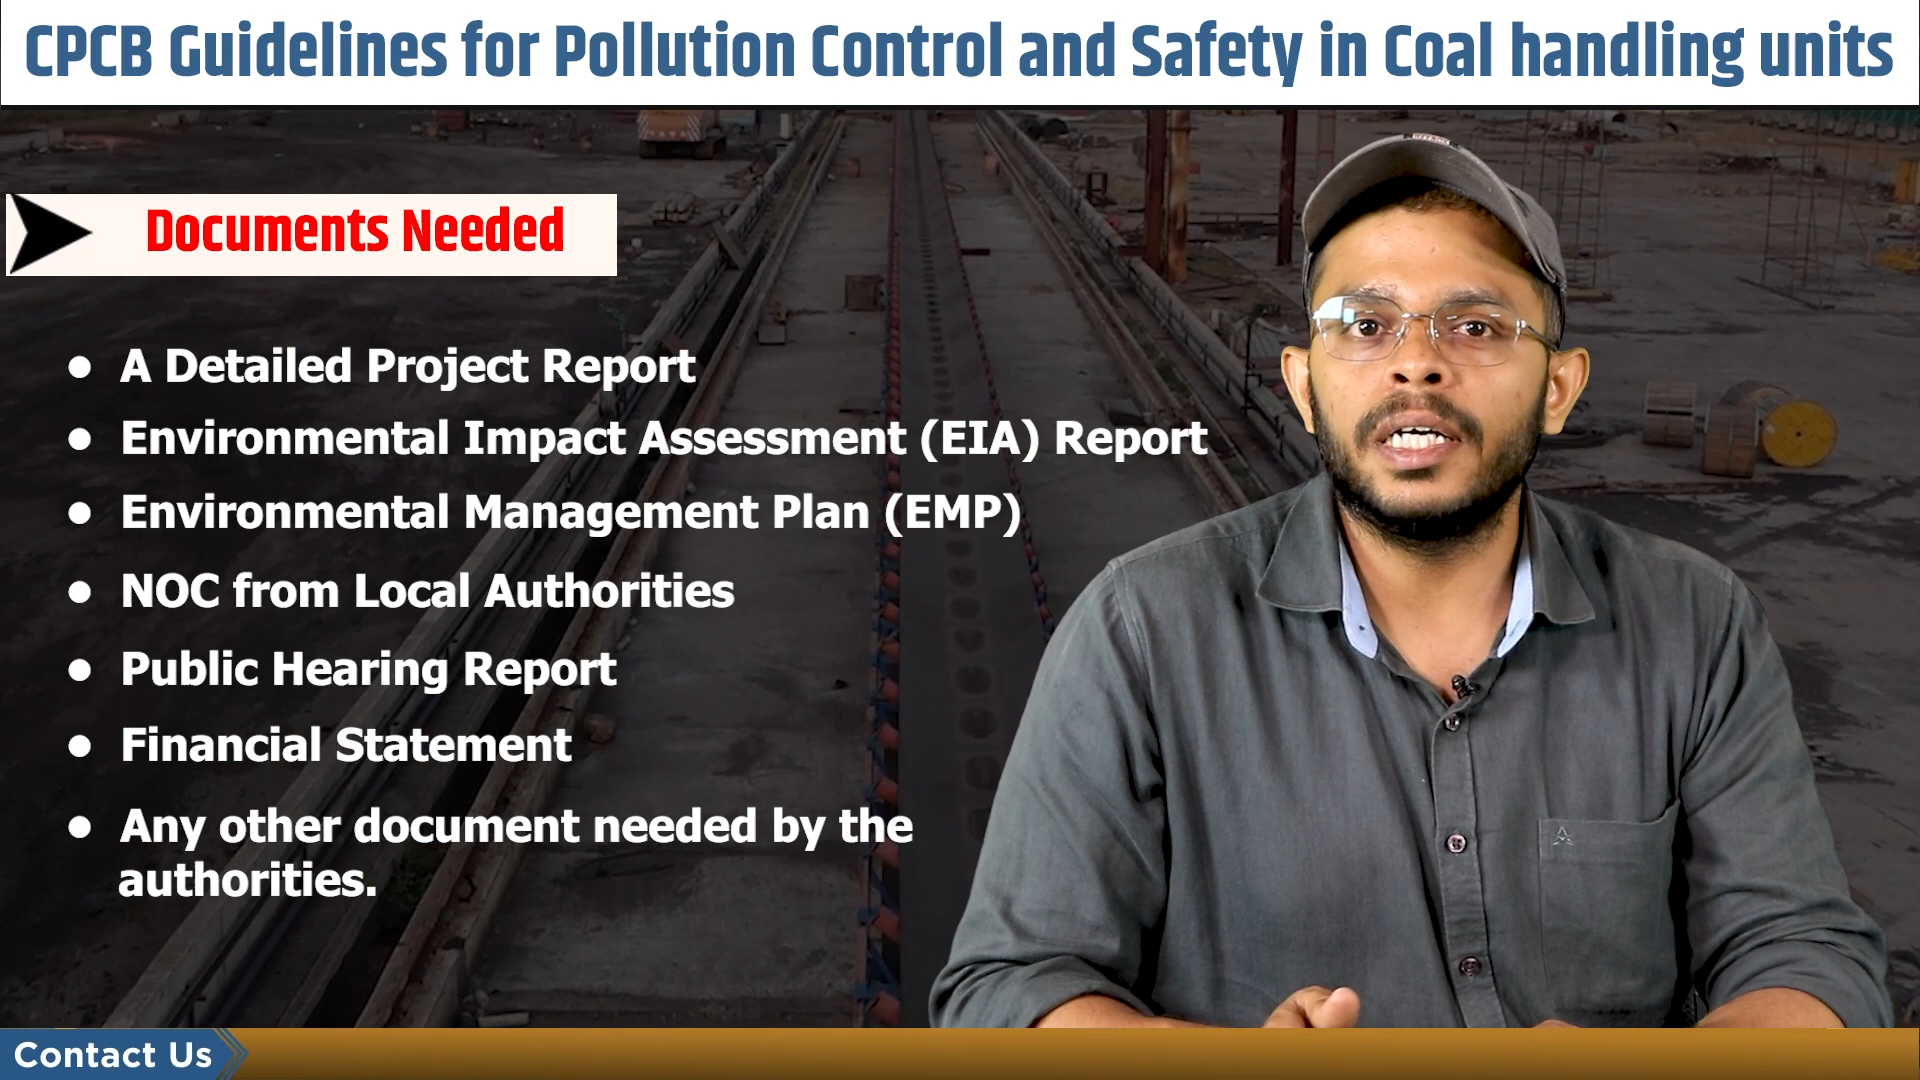 CPCB Guidelines for Pollution Control and Safety in Coal handling units
Documents Needed
● A Detailed Project Report
● Environmental Impact Assessment (EIA) Report
● Environmental Management Plan (EMP)
● NOC from Local Authorities
● Public Hearing Report
● Financial Statement
● Any other document needed by the
authorities.
Contact Us